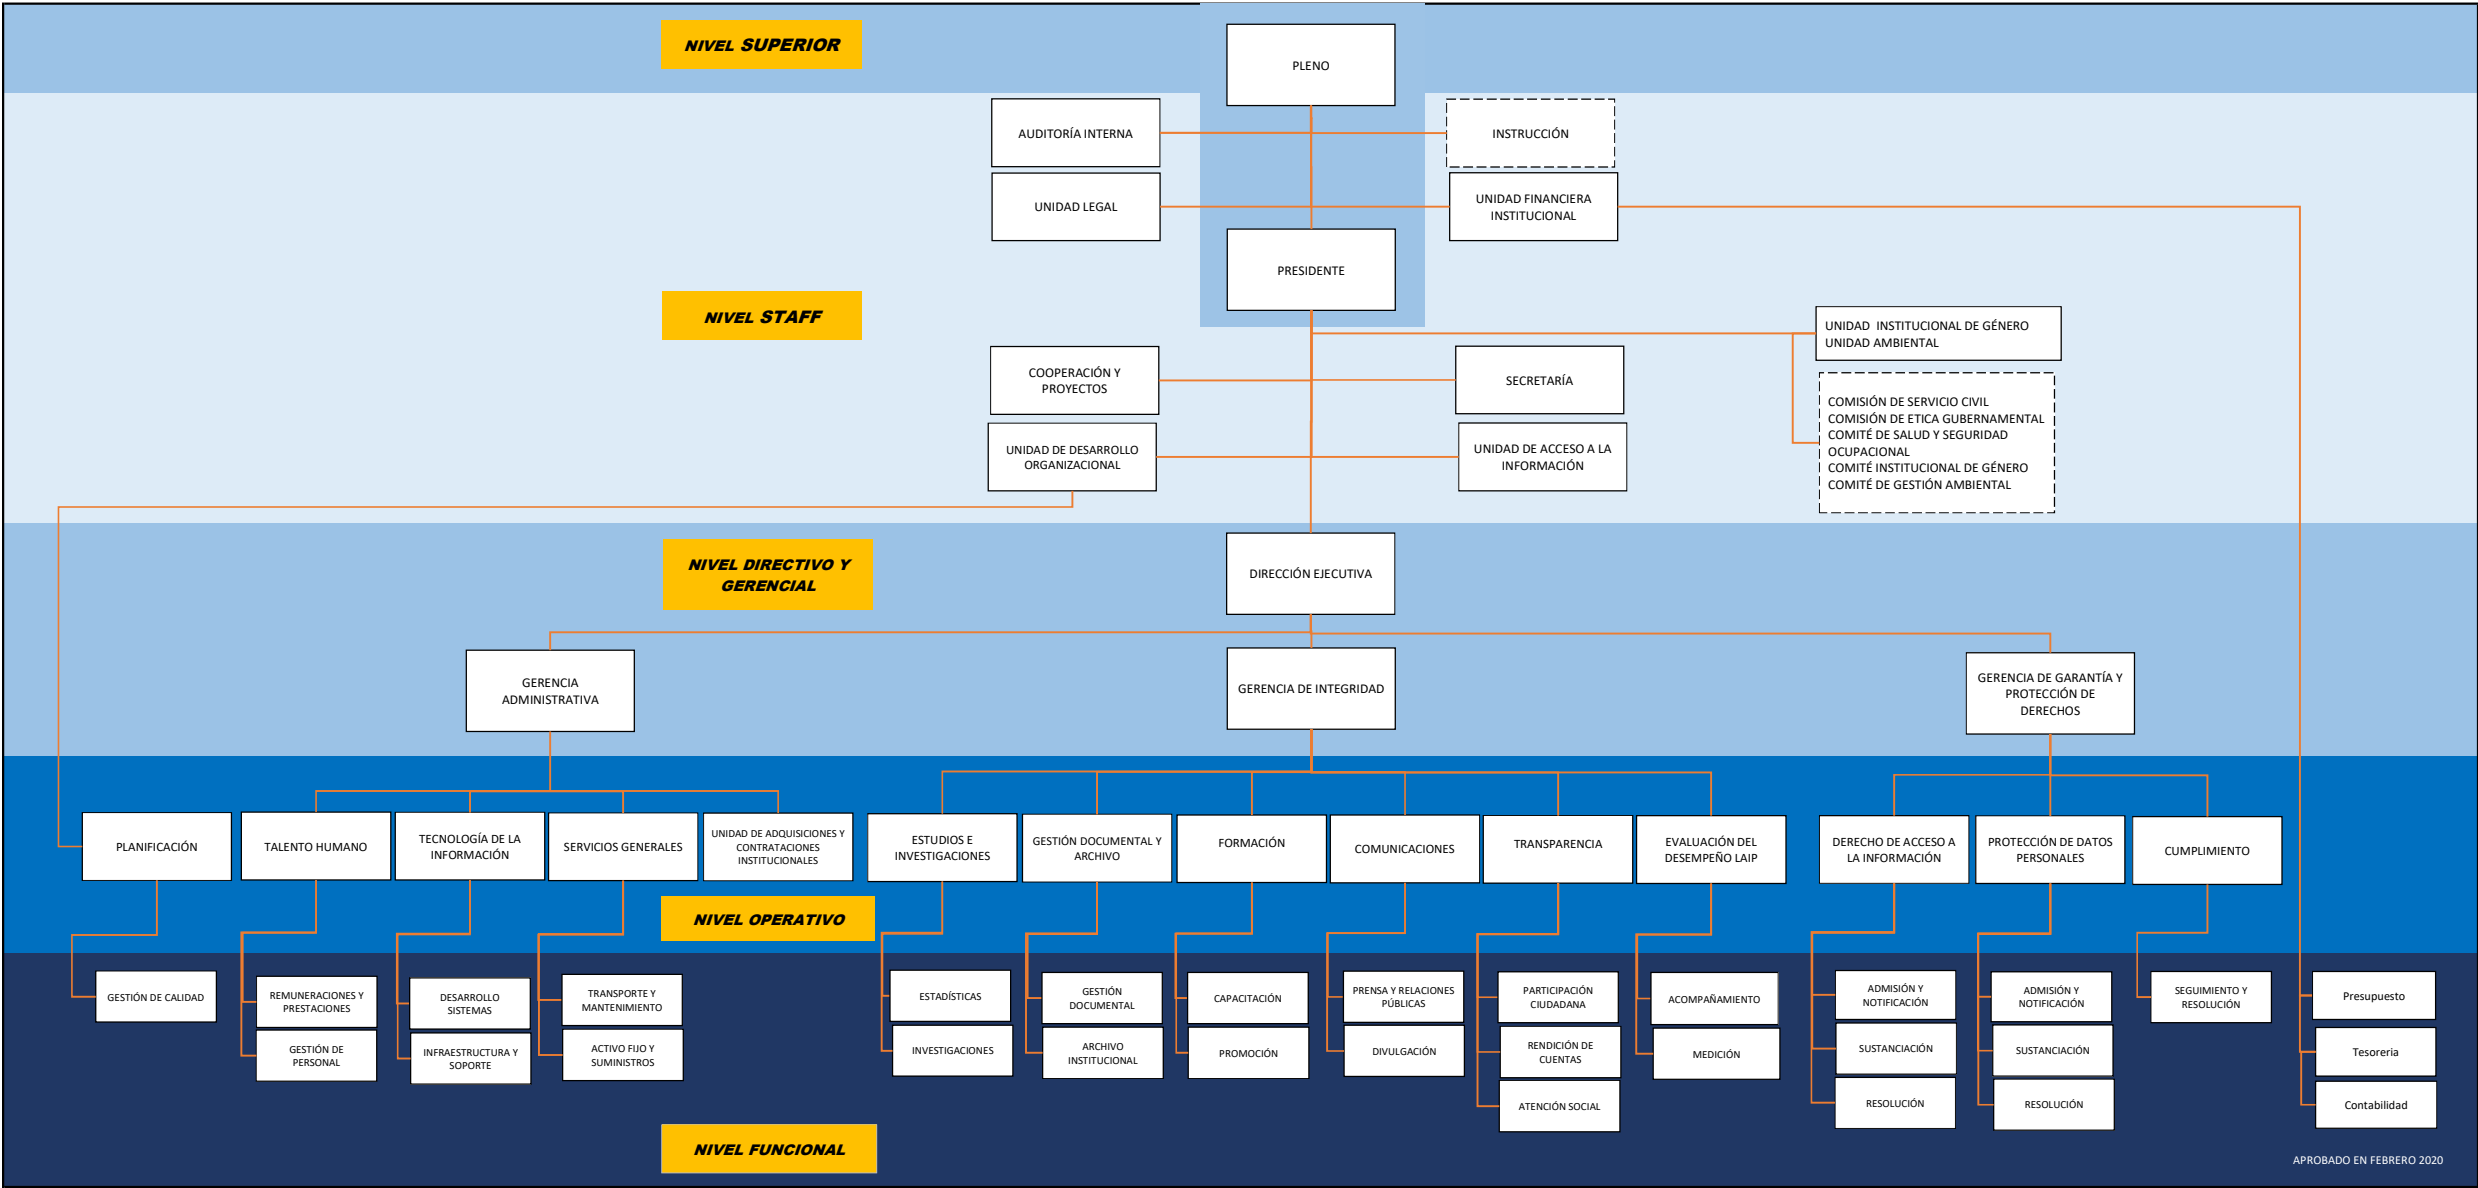 NIVEL SUPERIOR
PLENO
AUDITORÍA INTERNA
INSTRUCCIÓN
UNIDAD LEGAL
UNIDAD FINANCIERA
INSTITUCIONAL
PRESIDENTE
NIVEL STAFF
UNIDAD INSTITUCIONAL DE GÉNERO
UNIDAD AMBIENTAL
COOPERACIÓN Y
PROYECTOS
SECRETARÍA
COMISIÓN DE SERVICIO CIVIL
COMISIÓN DE ETICA GUBERNAMENTAL
COMITÉ DE SALUD Y SEGURIDAD
OCUPACIONAL
COMITÉ INSTITUCIONAL DE GÉNERO
COMITÉ DE GESTIÓN AMBIENTAL
UNIDAD DE DESARROLLO
ORGANIZACIONAL
UNIDAD DE ACCESO A LA
INFORMACIÓN
NIVEL DIRECTIVO Y
GERENCIAL
DIRECCIÓN EJECUTIVA
GERENCIA
ADMINISTRATIVA
GERENCIA DE INTEGRIDAD
GERENCIA DE GARANTÍA Y
PROTECCIÓN DE
DERECHOS
PLANIFICACIÓN
TALENTO HUMANO
TECNOLOGÍA DE LA
INFORMACIÓN
SERVICIOS GENERALES
UNIDAD DE ADQUISICIONES Y
CONTRATACIONES
INSTITUCIONALES
ESTUDIOS E
INVESTIGACIONES
GESTIÓN DOCUMENTAL Y
ARCHIVO
FORMACIÓN
COMUNICACIONES
TRANSPARENCIA
EVALUACIÓN DEL
DESEMPEÑO LAIP
DERECHO DE ACCESO A
LA INFORMACIÓN
PROTECCIÓN DE DATOS
PERSONALES
CUMPLIMIENTO
NIVEL OPERATIVO
GESTIÓN DE CALIDAD
REMUNERACIONES Y
PRESTACIONES
GESTIÓN DE
PERSONAL
DESARROLLO
SISTEMAS
INFRAESTRUCTURA Y
SOPORTE
TRANSPORTE Y
MANTENIMIENTO
ACTIVO FIJO Y
SUMINISTROS
ESTADÍSTICAS
INVESTIGACIONES
GESTIÓN
DOCUMENTAL
ARCHIVO
INSTITUCIONAL
CAPACITACIÓN
PROMOCIÓN
PRENSA Y RELACIONES
PÚBLICAS
DIVULGACIÓN
PARTICIPACIÓN
CIUDADANA
RENDICIÓN DE
CUENTAS
ATENCIÓN SOCIAL
ACOMPAÑAMIENTO
MEDICIÓN
ADMISIÓN Y
NOTIFICACIÓN
SUSTANCIACIÓN
RESOLUCIÓN
ADMISIÓN Y
NOTIFICACIÓN
SUSTANCIACIÓN
RESOLUCIÓN
SEGUIMIENTO Y
RESOLUCIÓN
Presupuesto
Tesoreria
Contabilidad
NIVEL FUNCIONAL
APROBADO EN FEBRERO 2020